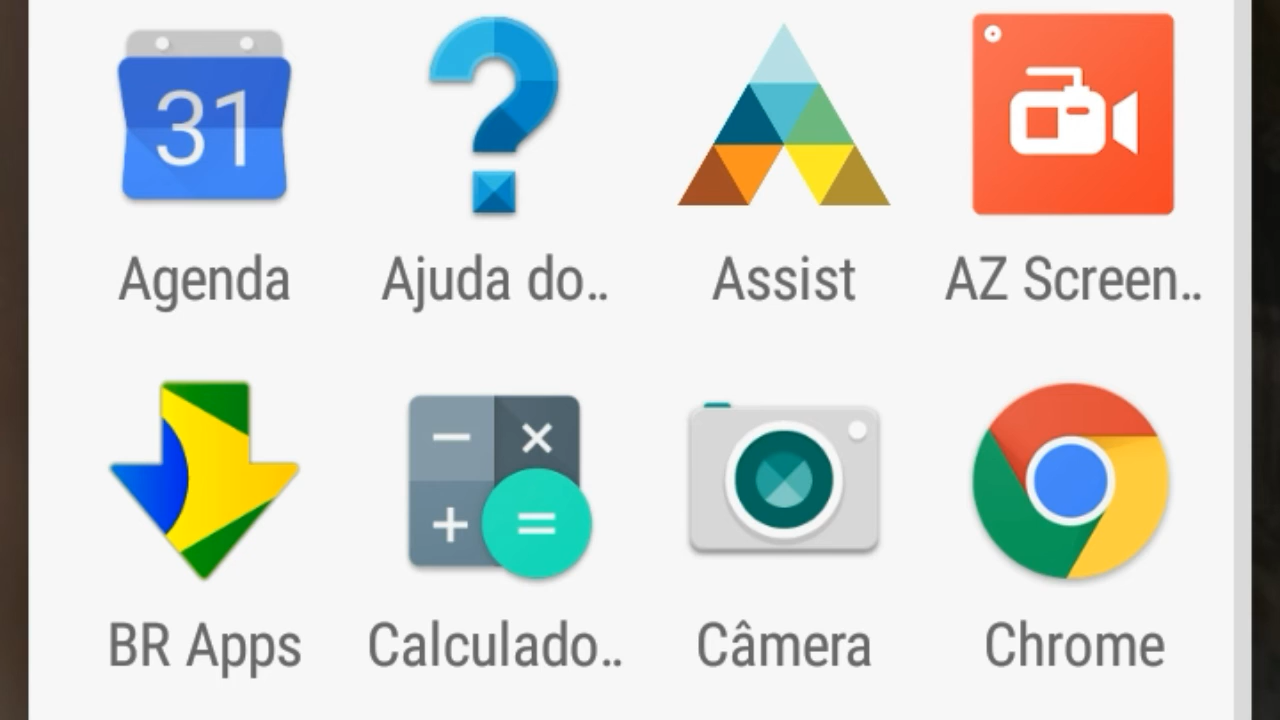 31
Agenda
Ajuda do..
Assist
AZ Screen..
BR Apps
Calculado..
Câmera
Chrome